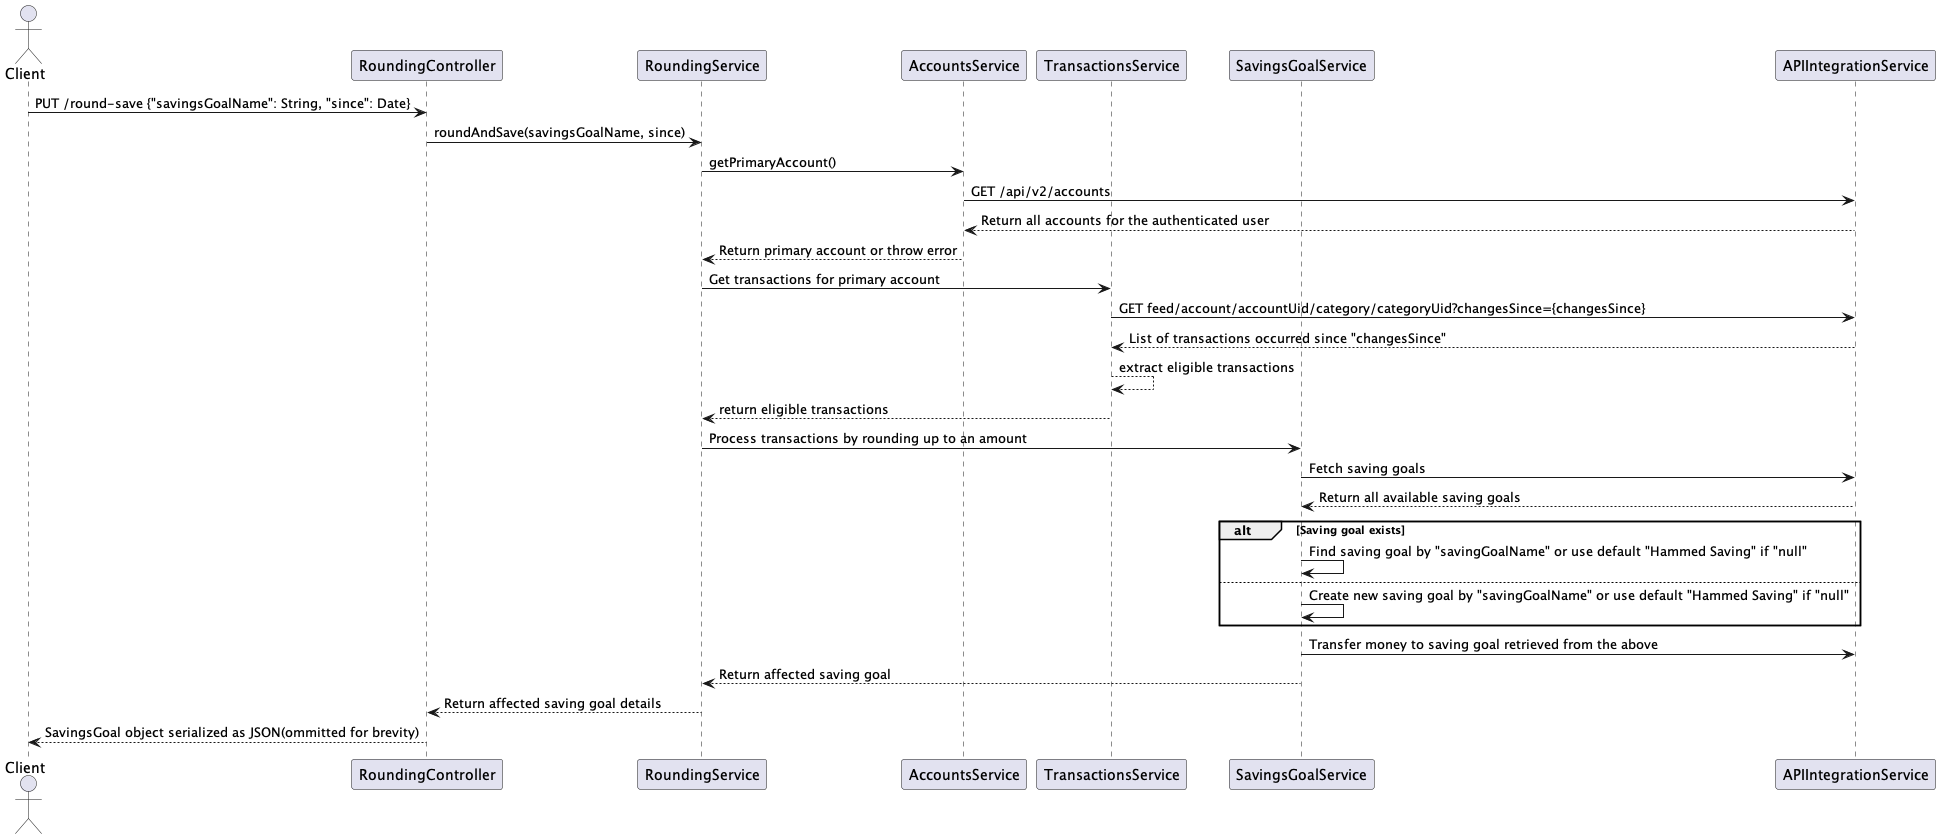 Client
RoundingController
RoundingService
AccountsService
TransactionsService
SavingsGoalService
APIIntegrationService
PUT /round-save {"savingsGoalName": String, "since": Date}
roundAndSave(savingsGoalName, since)
getPrimaryAccount()
GET /api/v2/accounts
Return all accounts for the authenticated user
Return primary account or throw error
Get transactions for primary account
GET feed/account/accountUid/category/categoryUid?changesSince={changesSince}
List of transactions occurred since "changesSince"
extract eligible transactions
return eligible transactions
Process transactions by rounding up to an amount
Fetch saving goals
Return all available saving goals
alt
[Saving goal exists]
Find saving goal by "savingGoalName" or use default "Hammed Saving" if "null"
Create new saving goal by "savingGoalName" or use default "Hammed Saving" if "null"
Transfer money to saving goal retrieved from the above
Return affected saving goal
Return affected saving goal details
SavingsGoal object serialized as JSON(ommitted for brevity)
Client
RoundingController
RoundingService
AccountsService
TransactionsService
SavingsGoalService
APIIntegrationService